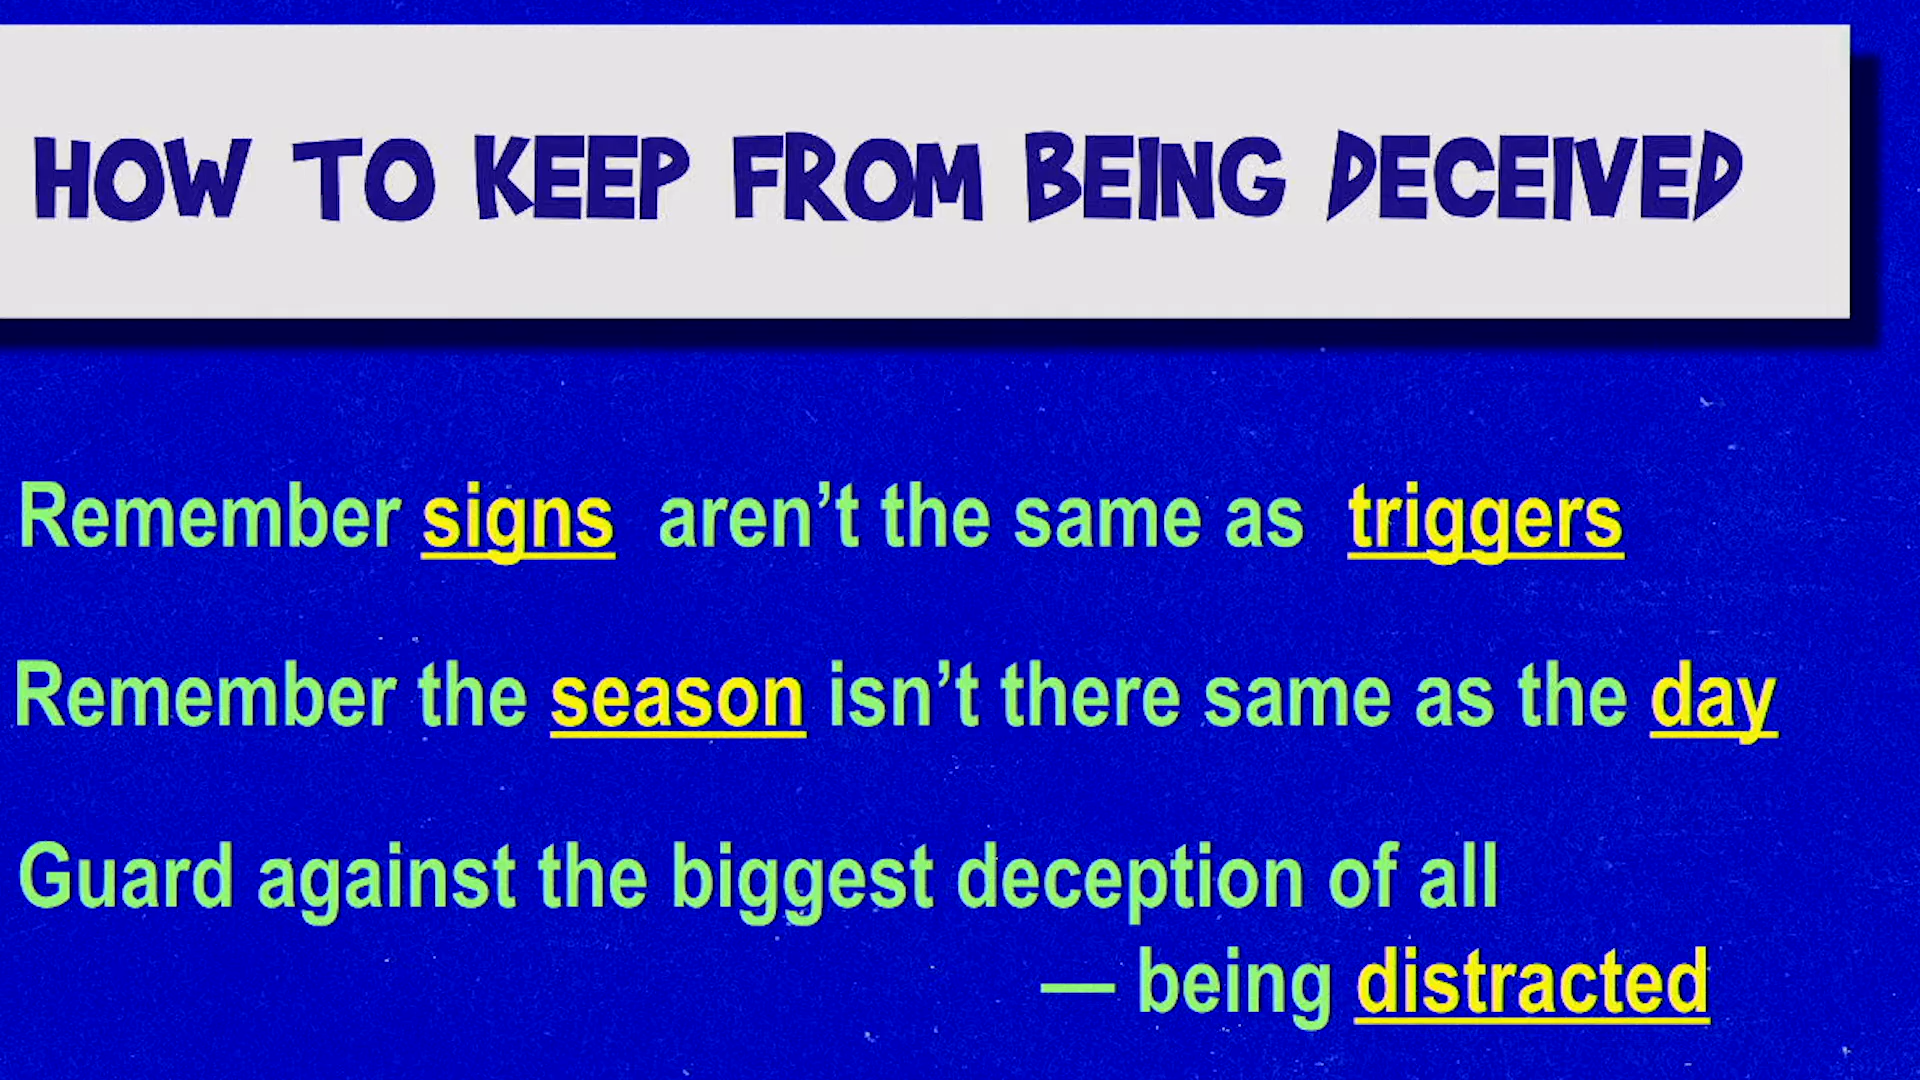 HOW TO KEEP FROM BEING DECEIVED
Remember signs aren’t the same as triggers
Remember the season isn’t there same as the day
Guard against the biggest deception of all
— being distracted